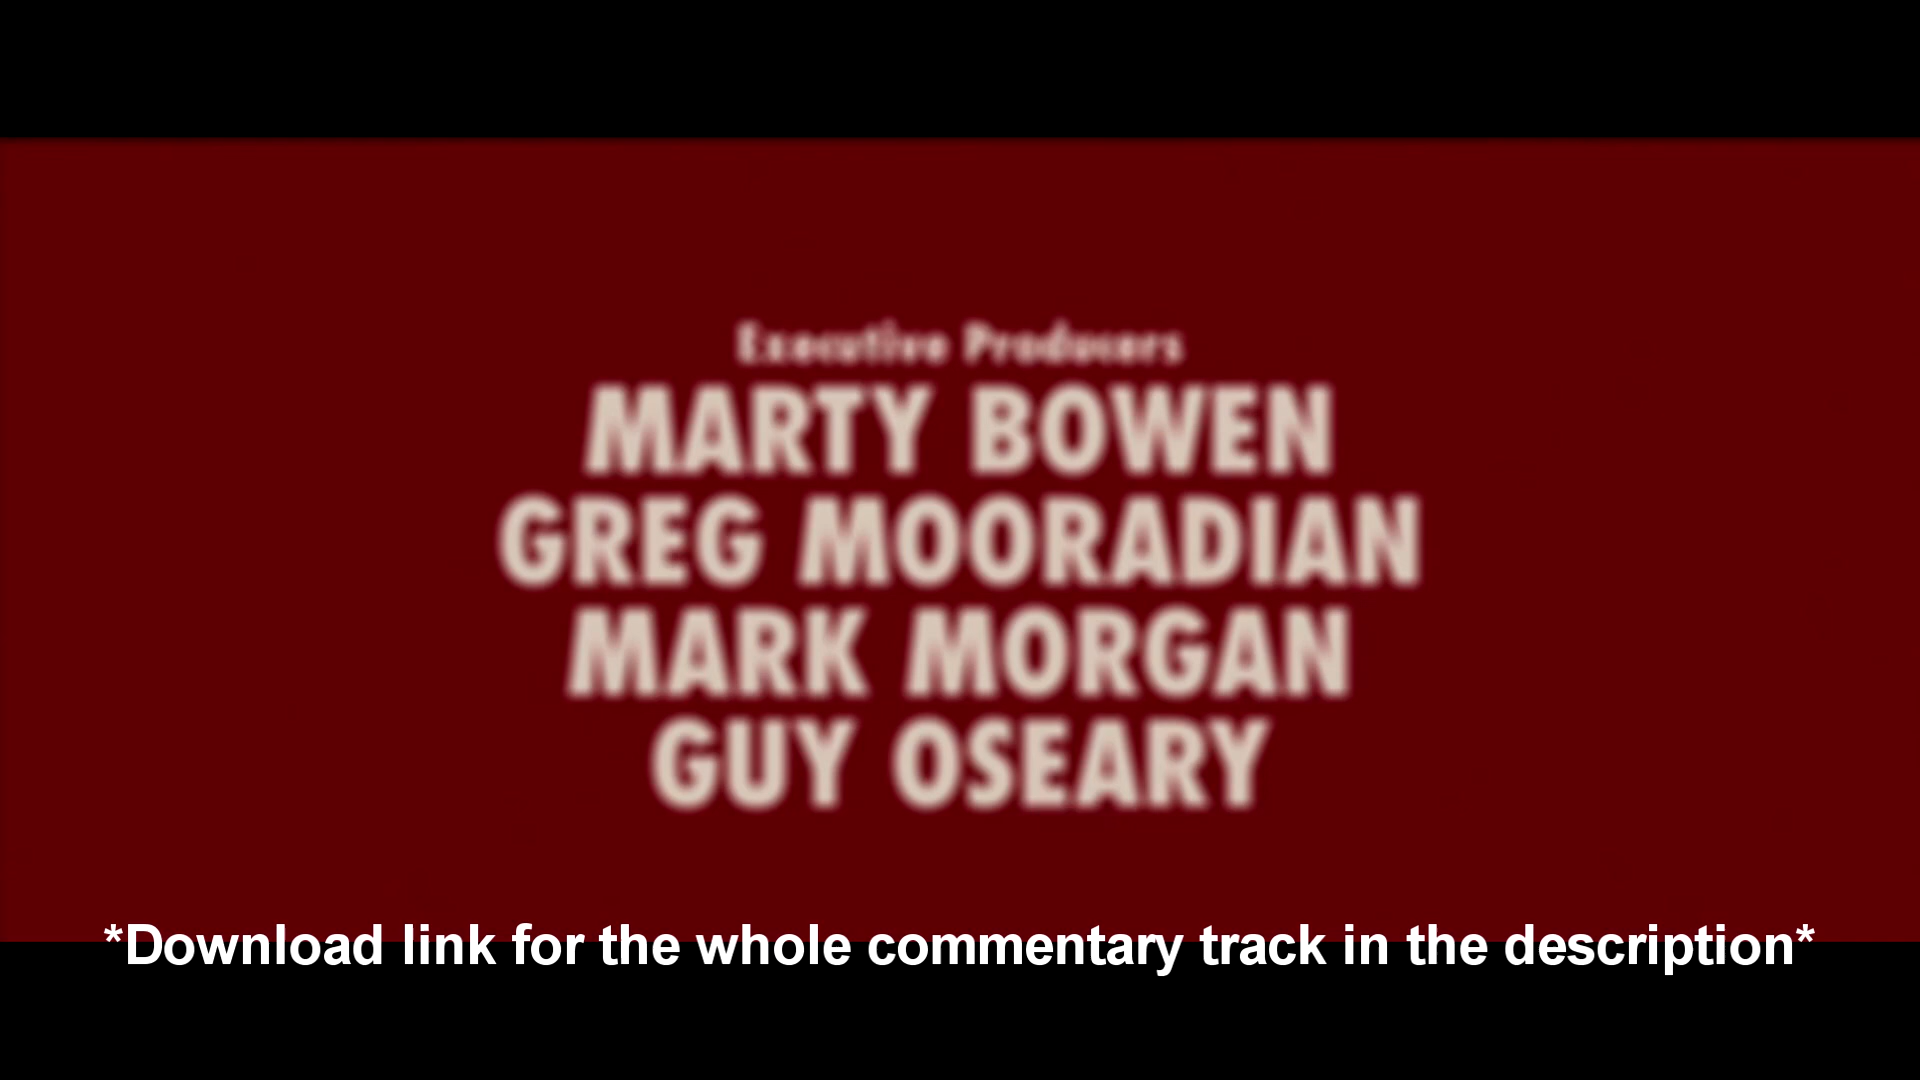 Executive Producers
MARTY BOWEN
GREG MOORADIAN
MARK MORGAN
GUY OSEARY
*Download link for the whole commentary track in the description*